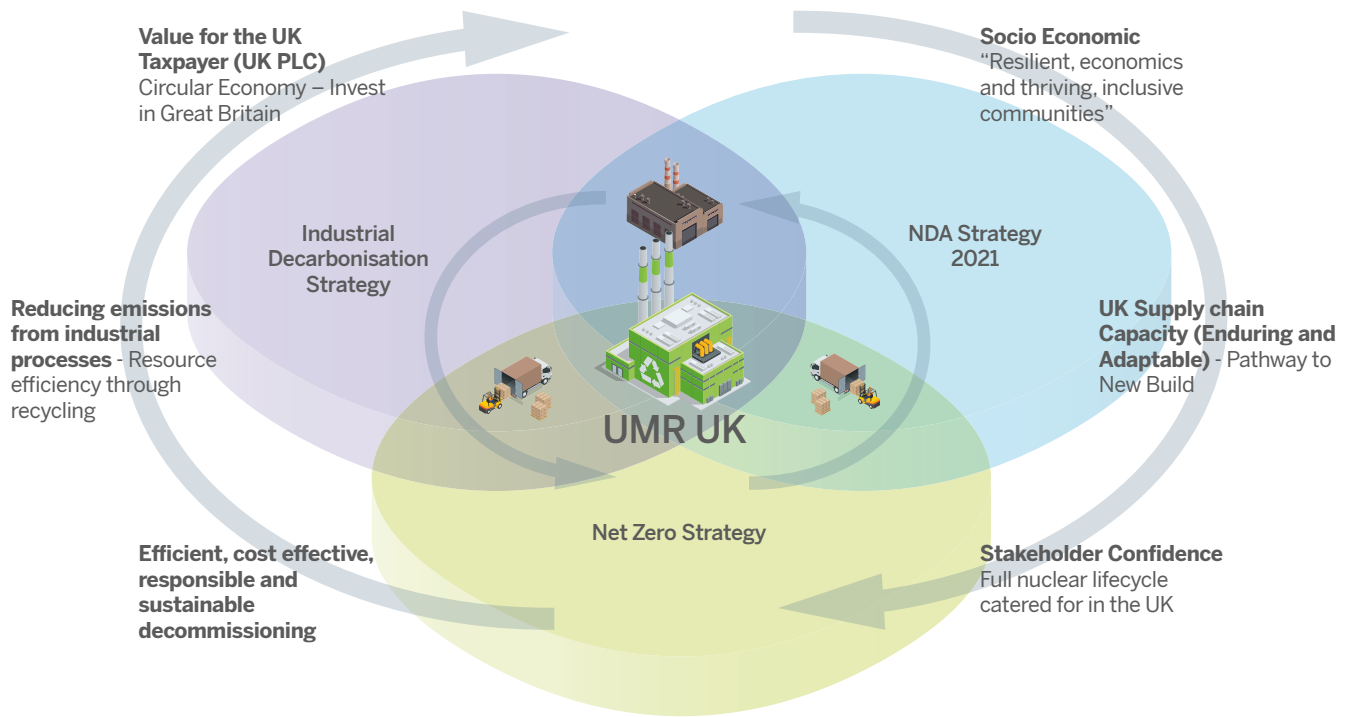 Value for the UK
Taxpayer (UK PLC)
Circular Economy – Invest
in Great Britain
Socio Economic
“Resilient, economics
and thriving, inclusive
communities”
Industrial
Decarbonisation
Strategy
NDA Strategy
2021
Reducing emissions
from industrial
processes - Resource
efficiency through
recycling
UK Supply chain
Capacity (Enduring and
Adaptable) - Pathway to
New Build
UMR UK
Net Zero Strategy
Efficient, cost effective,
responsible and
sustainable
decommissioning
Stakeholder Confidence
Full nuclear lifecycle
catered for in the UK